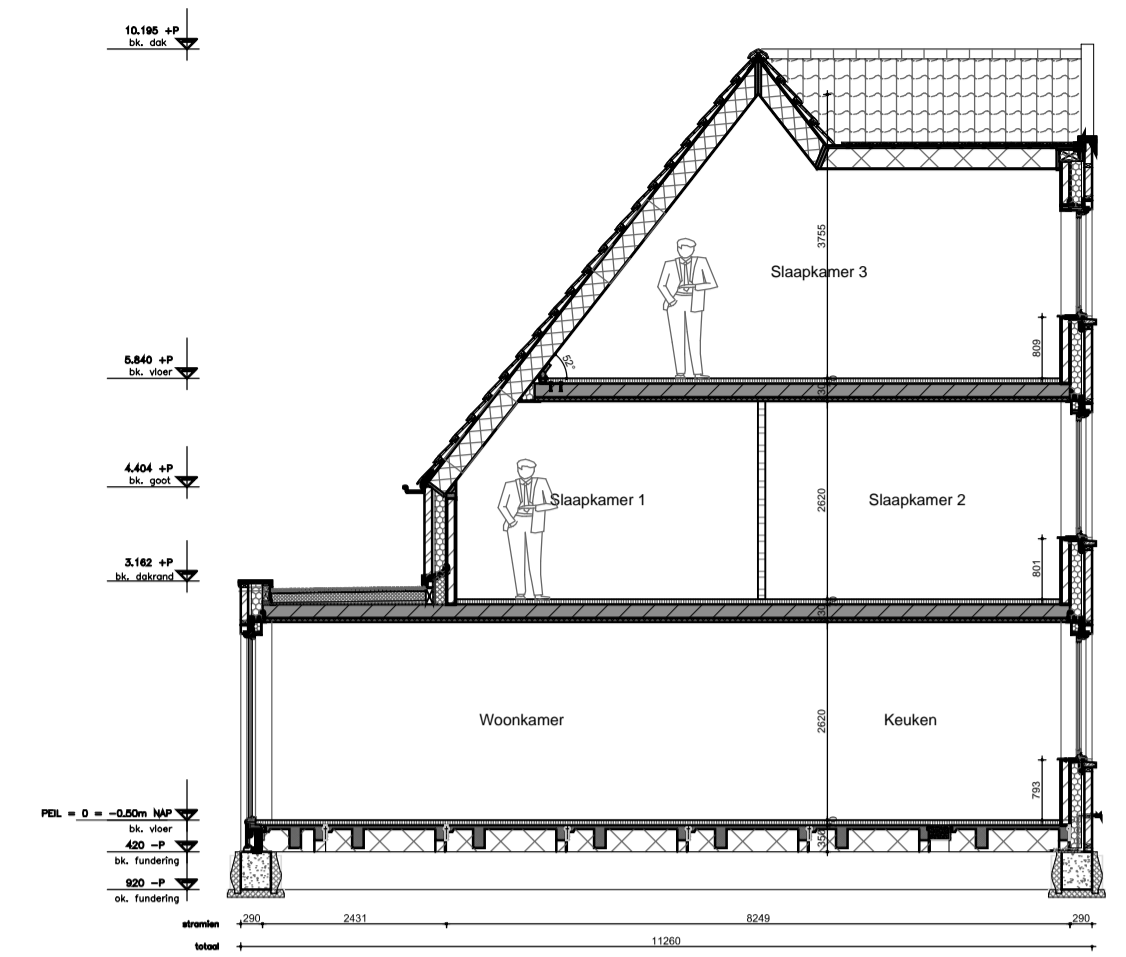 10.195 +P
bk. dak
3755
Slaapkamer 3
809
5.840 +P
bk. vloer
52°
4.404 +P
bk. goot
Slaapkamer 1
2620
Slaapkamer 2
801
3.162 +P
bk. dakrand
Woonkamer
2620
Keuken
793
PEIL = 0 = -0.50m NAP
bk. vloer
420 -P
bk. fundering
920 -P
ok. fundering
stramien 290 2431 8249 290
totaal 11260